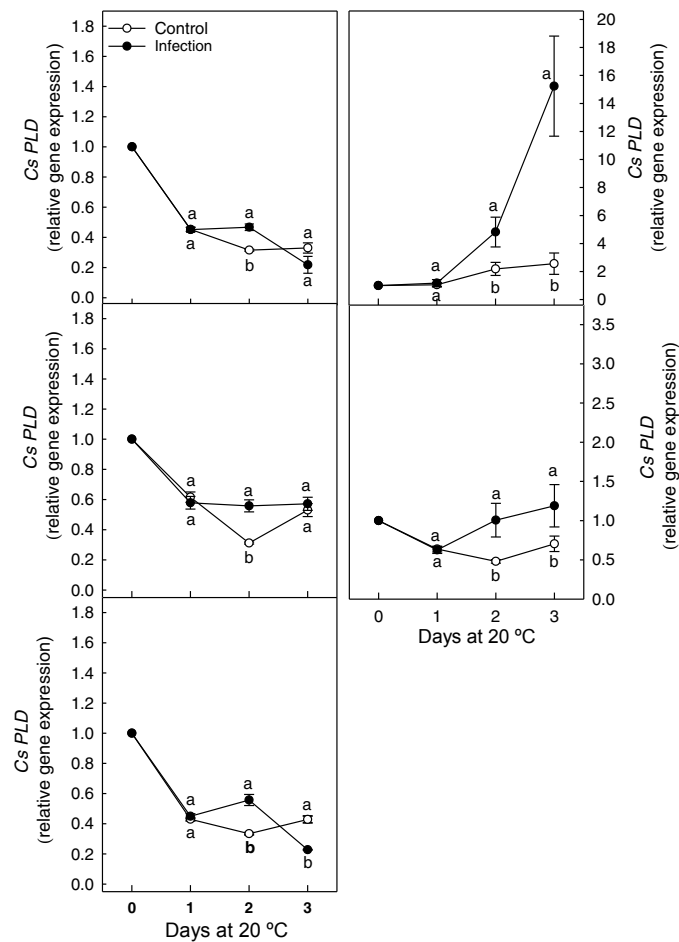 Control
Infection
1.8
1.6
1.4
1.2
1.0
0.8
0.6
0.4
0.2
0.0
Cs PLD
(relative gene expression)
a
a
a
b
a
a
20
18
16
14
12
10
8
6
4
2
0
Cs PLD
(relative gene expression)
a
a
a
a
b
b
1.8
1.6
1.4
1.2
1.0
0.8
0.6
0.4
0.2
0.0
Cs PLD
(relative gene expression)
a
a
a
b
a
a
3.5
3.0
2.5
2.0
1.5
1.0
0.5
0.0
Cs PLD
(relative gene expression)
a
a
a
a
b
b
0 1 2 3
Days at 20 ºC
1.8
1.6
1.4
1.2
1.0
0.8
0.6
0.4
0.2
0.0
Cs PLD
(relative gene expression)
a
a
a
a
b
b
0 1 2 3
Days at 20 ºC